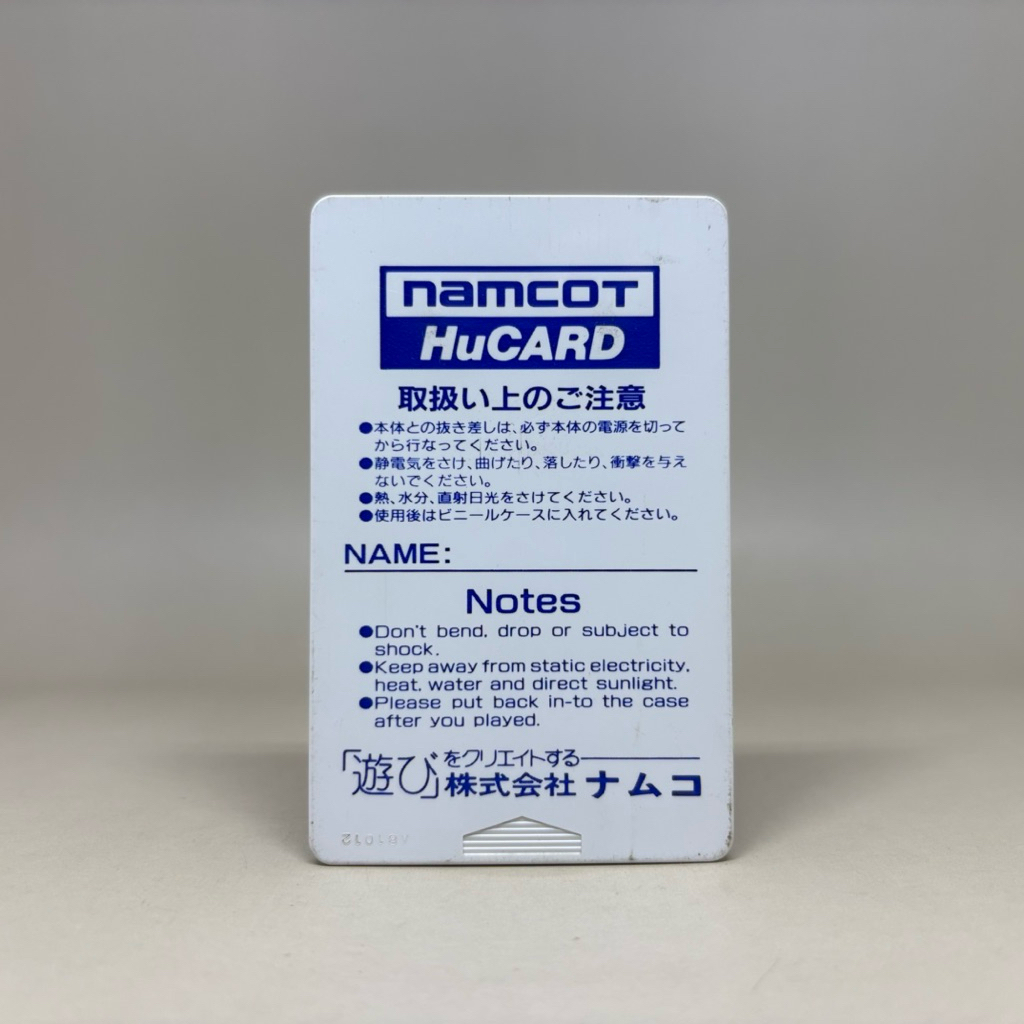 namcot
HuCARD
取扱い上のご注意
●本体との抜き差しは、必ず本体の電源を切って
から行なってください。
●静電気をさけ、曲げたり、落したり、衝撃を与え
ないでください。
●熱、水分、直射日光をさけてください。
●使用後はビニールケースに入れてください。
NAME:
Notes
●Don't bend, drop or subject to
shock.
●Keep away from static electricity,
heat, water and direct sunlight.
●Please put back in-to the case
after you played.
「遊び」をクリエイトする
株式会社ナムコ